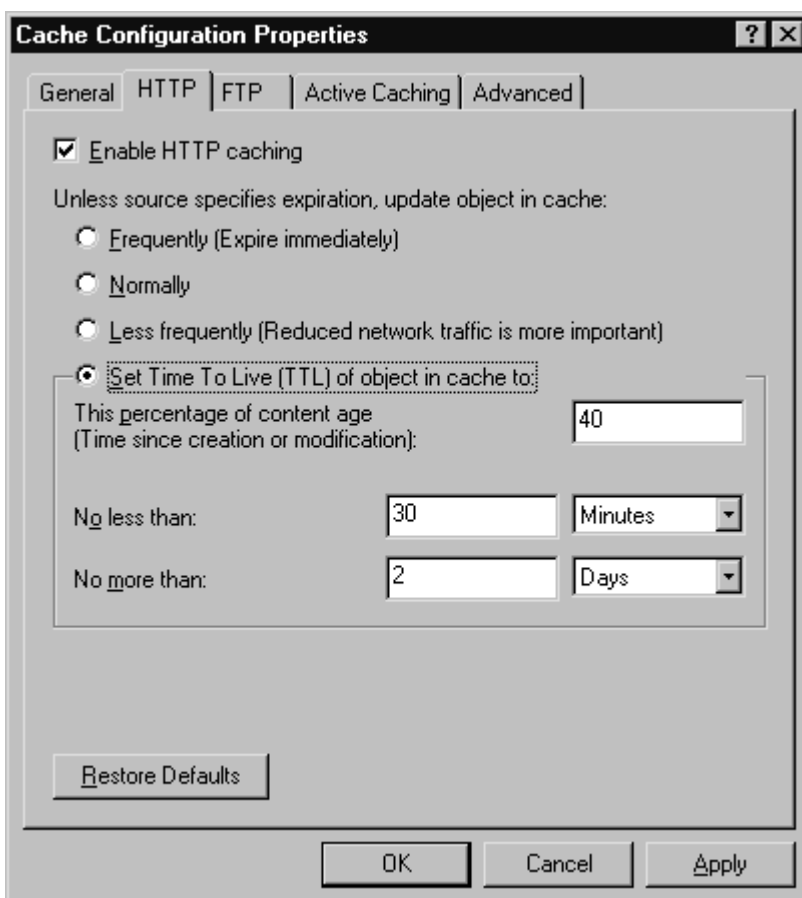 Cache Configuration Properties
General HTTP FTP Active Caching Advanced
Enable HTTP caching
Unless source specifies expiration, update object in cache:
Frequently (Expire immediately)
Normally
Less frequently (Reduced network traffic is more important)
Set Time To Live (TTL) of object in cache to:
This percentage of content age
(Time since creation or modification):
40
No less than: 30 Minutes
No more than: 2 Days
Restore Defaults
OK Cancel Apply